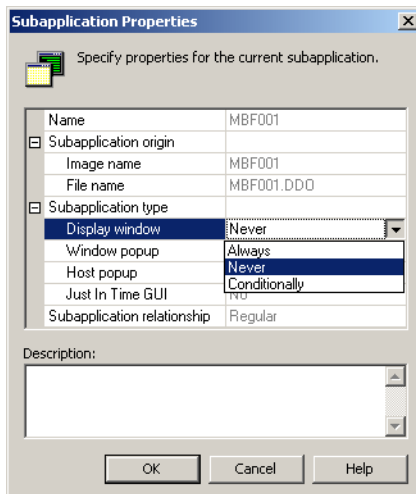 Subapplication Properties
Specify properties for the current subapplication.
Name MBF001
Subapplication origin
Image name MBF001
File name MBF001.DDO
Subapplication type
Display window Never
Window popup Always
Never
Host popup
Conditionally
Just In Time GUI No
Subapplication relationship Regular
Description:
OK Cancel Help